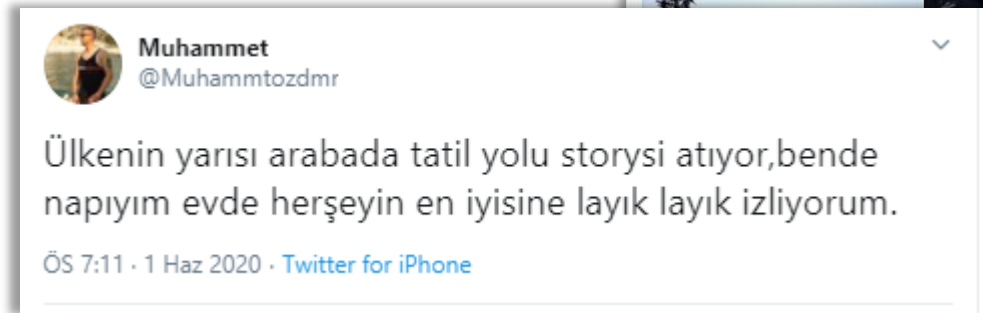 Muhammet
@Muhammtozdmr
Ülkenin yarısı arabada tatil yolu storysi atıyor,bende
napıyım evde herşeyin en iyisine layık layık izliyorum.
ÖS 7:11 · 1 Haz 2020 · Twitter for iPhone